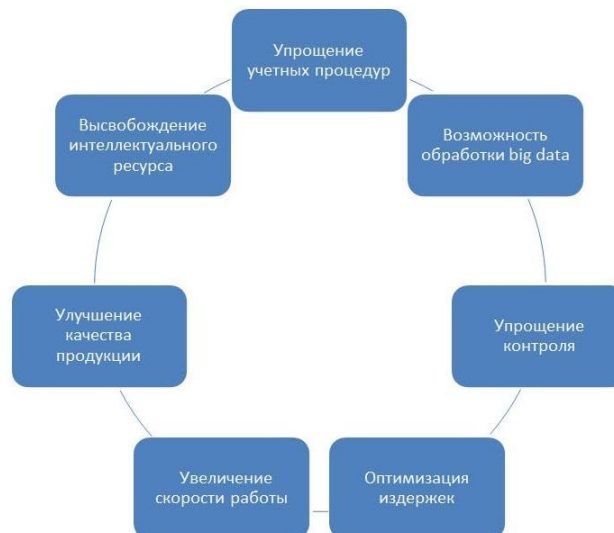 Упрощение
учетных процедур
Возможность
обработки big data
Упрощение
контроля
Оптимизация
издержек
Увеличение
скорости работы
Улучшение
качества
продукции
Высвобождение
интеллектуального
ресурса